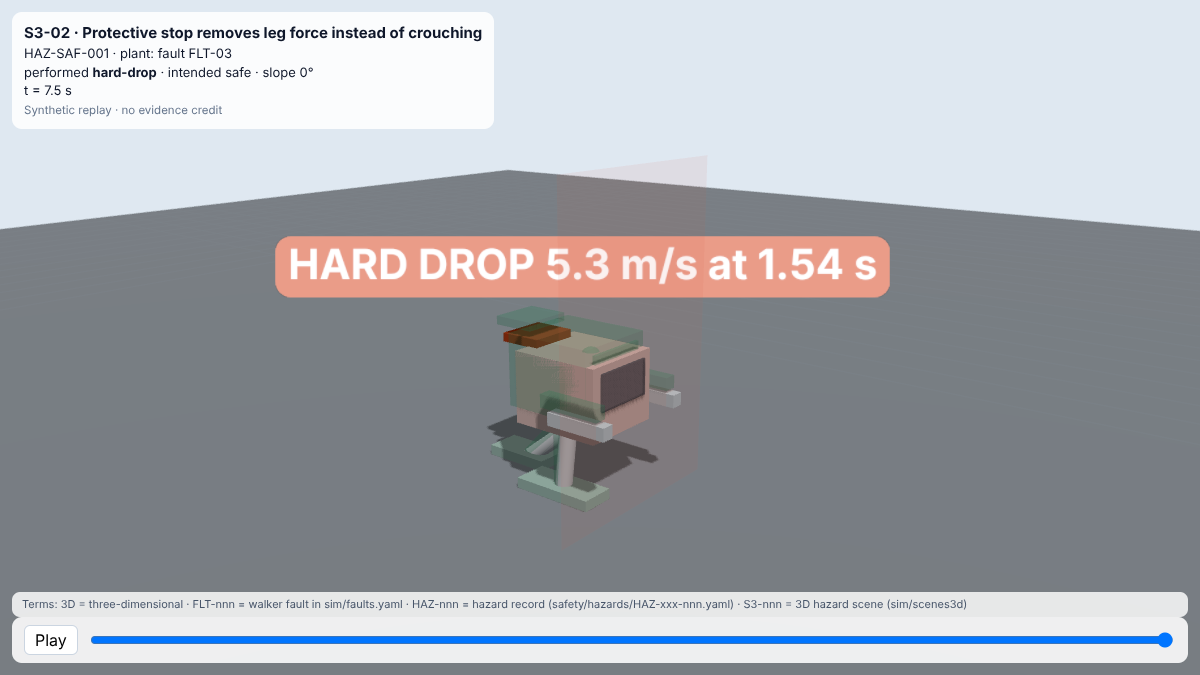 S3-02 · Protective stop removes leg force instead of crouching
HAZ-SAF-001 · plant: fault FLT-03
performed hard-drop · intended safe · slope 0°
t = 7.5 s
Synthetic replay · no evidence credit
HARD DROP 5.3 m/s at 1.54 s
Terms: 3D = three-dimensional · FLT-nnn = walker fault in sim/faults.yaml · HAZ-nnn = hazard record (safety/hazards/HAZ-xxx-nnn.yaml) · S3-nnn = 3D hazard scene (sim/scenes3d)
Play